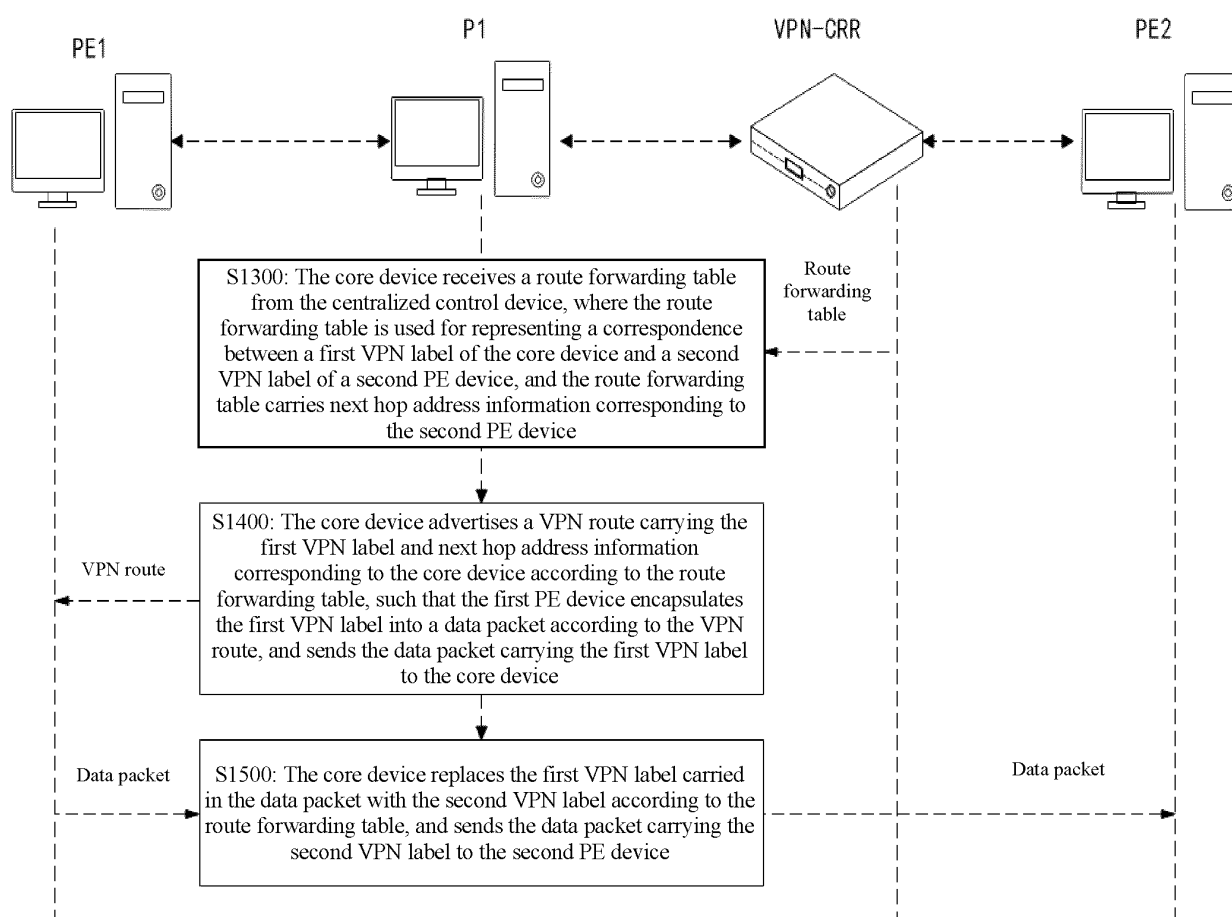 PE1
P1
VPN-CRR
PE2
S1300: The core device receives a route forwarding table
from the centralized control device, where the route
forwarding table is used for representing a correspondence
between a first VPN label of the core device and a second
VPN label of a second PE device, and the route forwarding
table carries next hop address information corresponding to
the second PE device
Route
forwarding
table
S1400: The core device advertises a VPN route carrying the
first VPN label and next hop address information
corresponding to the core device according to the route
forwarding table, such that the first PE device encapsulates
the first VPN label into a data packet according to the VPN
route, and sends the data packet carrying the first VPN label
to the core device
VPN route
Data packet
S1500: The core device replaces the first VPN label carried
in the data packet with the second VPN label according to the
route forwarding table, and sends the data packet carrying the
second VPN label to the second PE device
Data packet